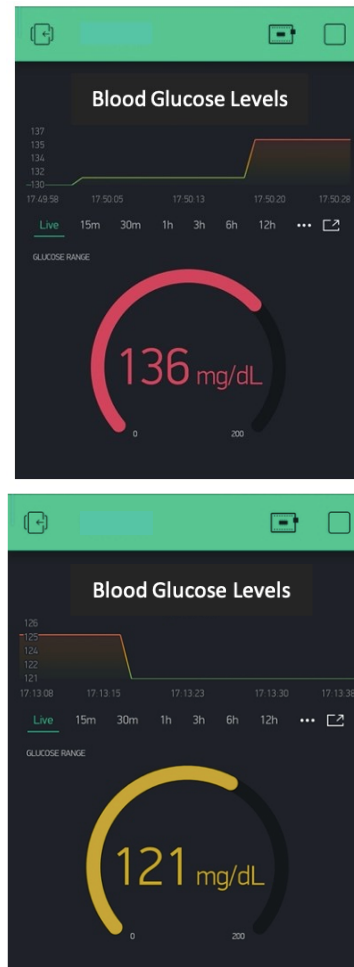 Blood Glucose Levels
137
135
134
132
130
17:49:58 17:50:05 17:50:13 17:50:20 17:50:28
Live 15m 30m 1h 3h 6h 12h ...
GLUCOSE RANGE
136 mg/dL
0 200
Blood Glucose Levels
126
125
124
122
121
17:13:08 17:13:15 17:13:23 17:13:30 17:13:38
Live 15m 30m 1h 3h 6h 12h ...
GLUCOSE RANGE
121 mg/dL
0 200